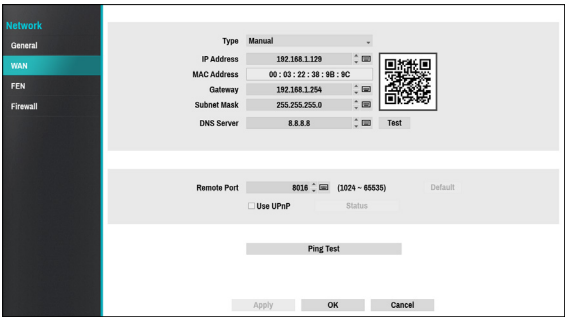 Network
General
WAN
FEN
Firewall
Type Manual
IP Address 192.168.1.129
MAC Address 00 : 03 : 22 : 38 : 9B : 9C
Gateway 192.168.1.254
Subnet Mask 255.255.255.0
DNS Server 8.8.8.8 Test
Remote Port 8016 (1024 ~ 65535) Default
Use UPnP Status
Ping Test
Apply OK Cancel